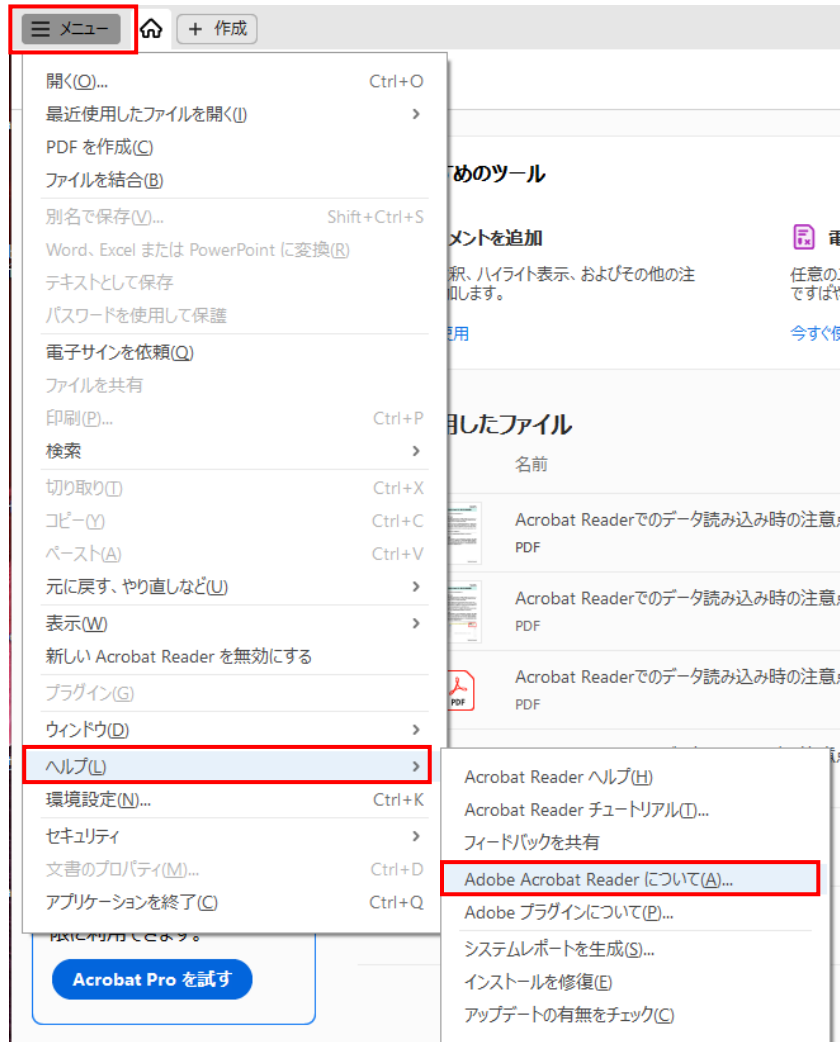 メニュー
+ 作成
開く(O)... Ctrl+O
最近使用したファイルを開く(I)
PDF を作成(C)
ファイルを結合(B)
別名で保存(V)... Shift+Ctrl+S
Word、Excel または PowerPoint に変換(R)
テキストとして保存
パスワードを使用して保護
電子サインを依頼(Q)
ファイルを共有
印刷(P)... Ctrl+P
検索
切り取り(T) Ctrl+X
コピー(Y) Ctrl+C
ペースト(A) Ctrl+V
元に戻す、やり直しなど(U)
表示(W)
新しい Acrobat Reader を無効にする
プラグイン(G)
ウィンドウ(D)
ヘルプ(L)
環境設定(N)... Ctrl+K
セキュリティ
文書のプロパティ(M)... Ctrl+D
アプリケーションを終了(C) Ctrl+Q
限に利用できます。
Acrobat Pro を試す
めのツール
メントを追加
釈、ハイライト表示、およびその他の注
加します。
使用
任意の
ですばや
今すぐ使
用したファイル
名前
Acrobat Readerでのデータ読み込み時の注意点
PDF
Acrobat Readerでのデータ読み込み時の注意点
PDF
Acrobat Readerでのデータ読み込み時の注意点
PDF
Acrobat Reader ヘルプ(H)
Acrobat Reader チュートリアル(T)...
フィードバックを共有
Adobe Acrobat Reader について(A)...
Adobe プラグインについて(P)...
システムレポートを生成(S)...
インストールを修復(E)
アップデートの有無をチェック(C)